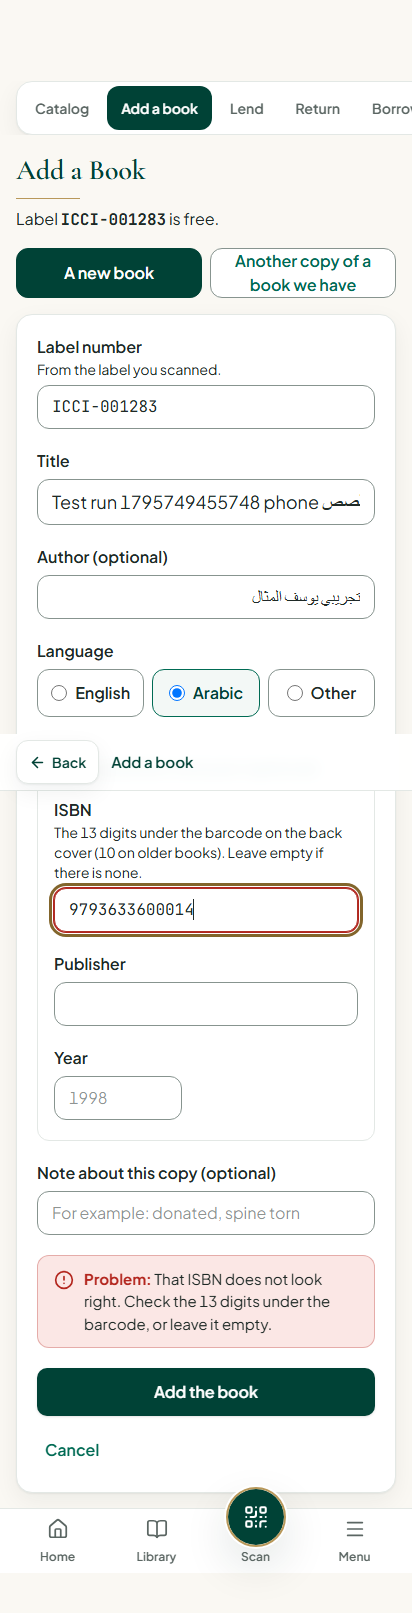 Catalog
Add a book
Lend
Return
Add a Book
Label ICCI-001283 is free.
A new book
Another copy of a
book we have
Label number
From the label you scanned.
ICCI-001283
Title
Test run 1795749455748 phone
Author (optional)
تجريبي يوسف المثال
Language
English
Arabic
Other
Back
Add a book
ISBN
The 13 digits under the barcode on the back
cover (10 on older books). Leave empty if
there is none.
9793633600014
Publisher
Year
1998
Note about this copy (optional)
For example: donated, spine torn
Problem: That ISBN does not look
right. Check the 13 digits under the
barcode, or leave it empty.
Add the book
Cancel
Home
Library
Scan
Menu